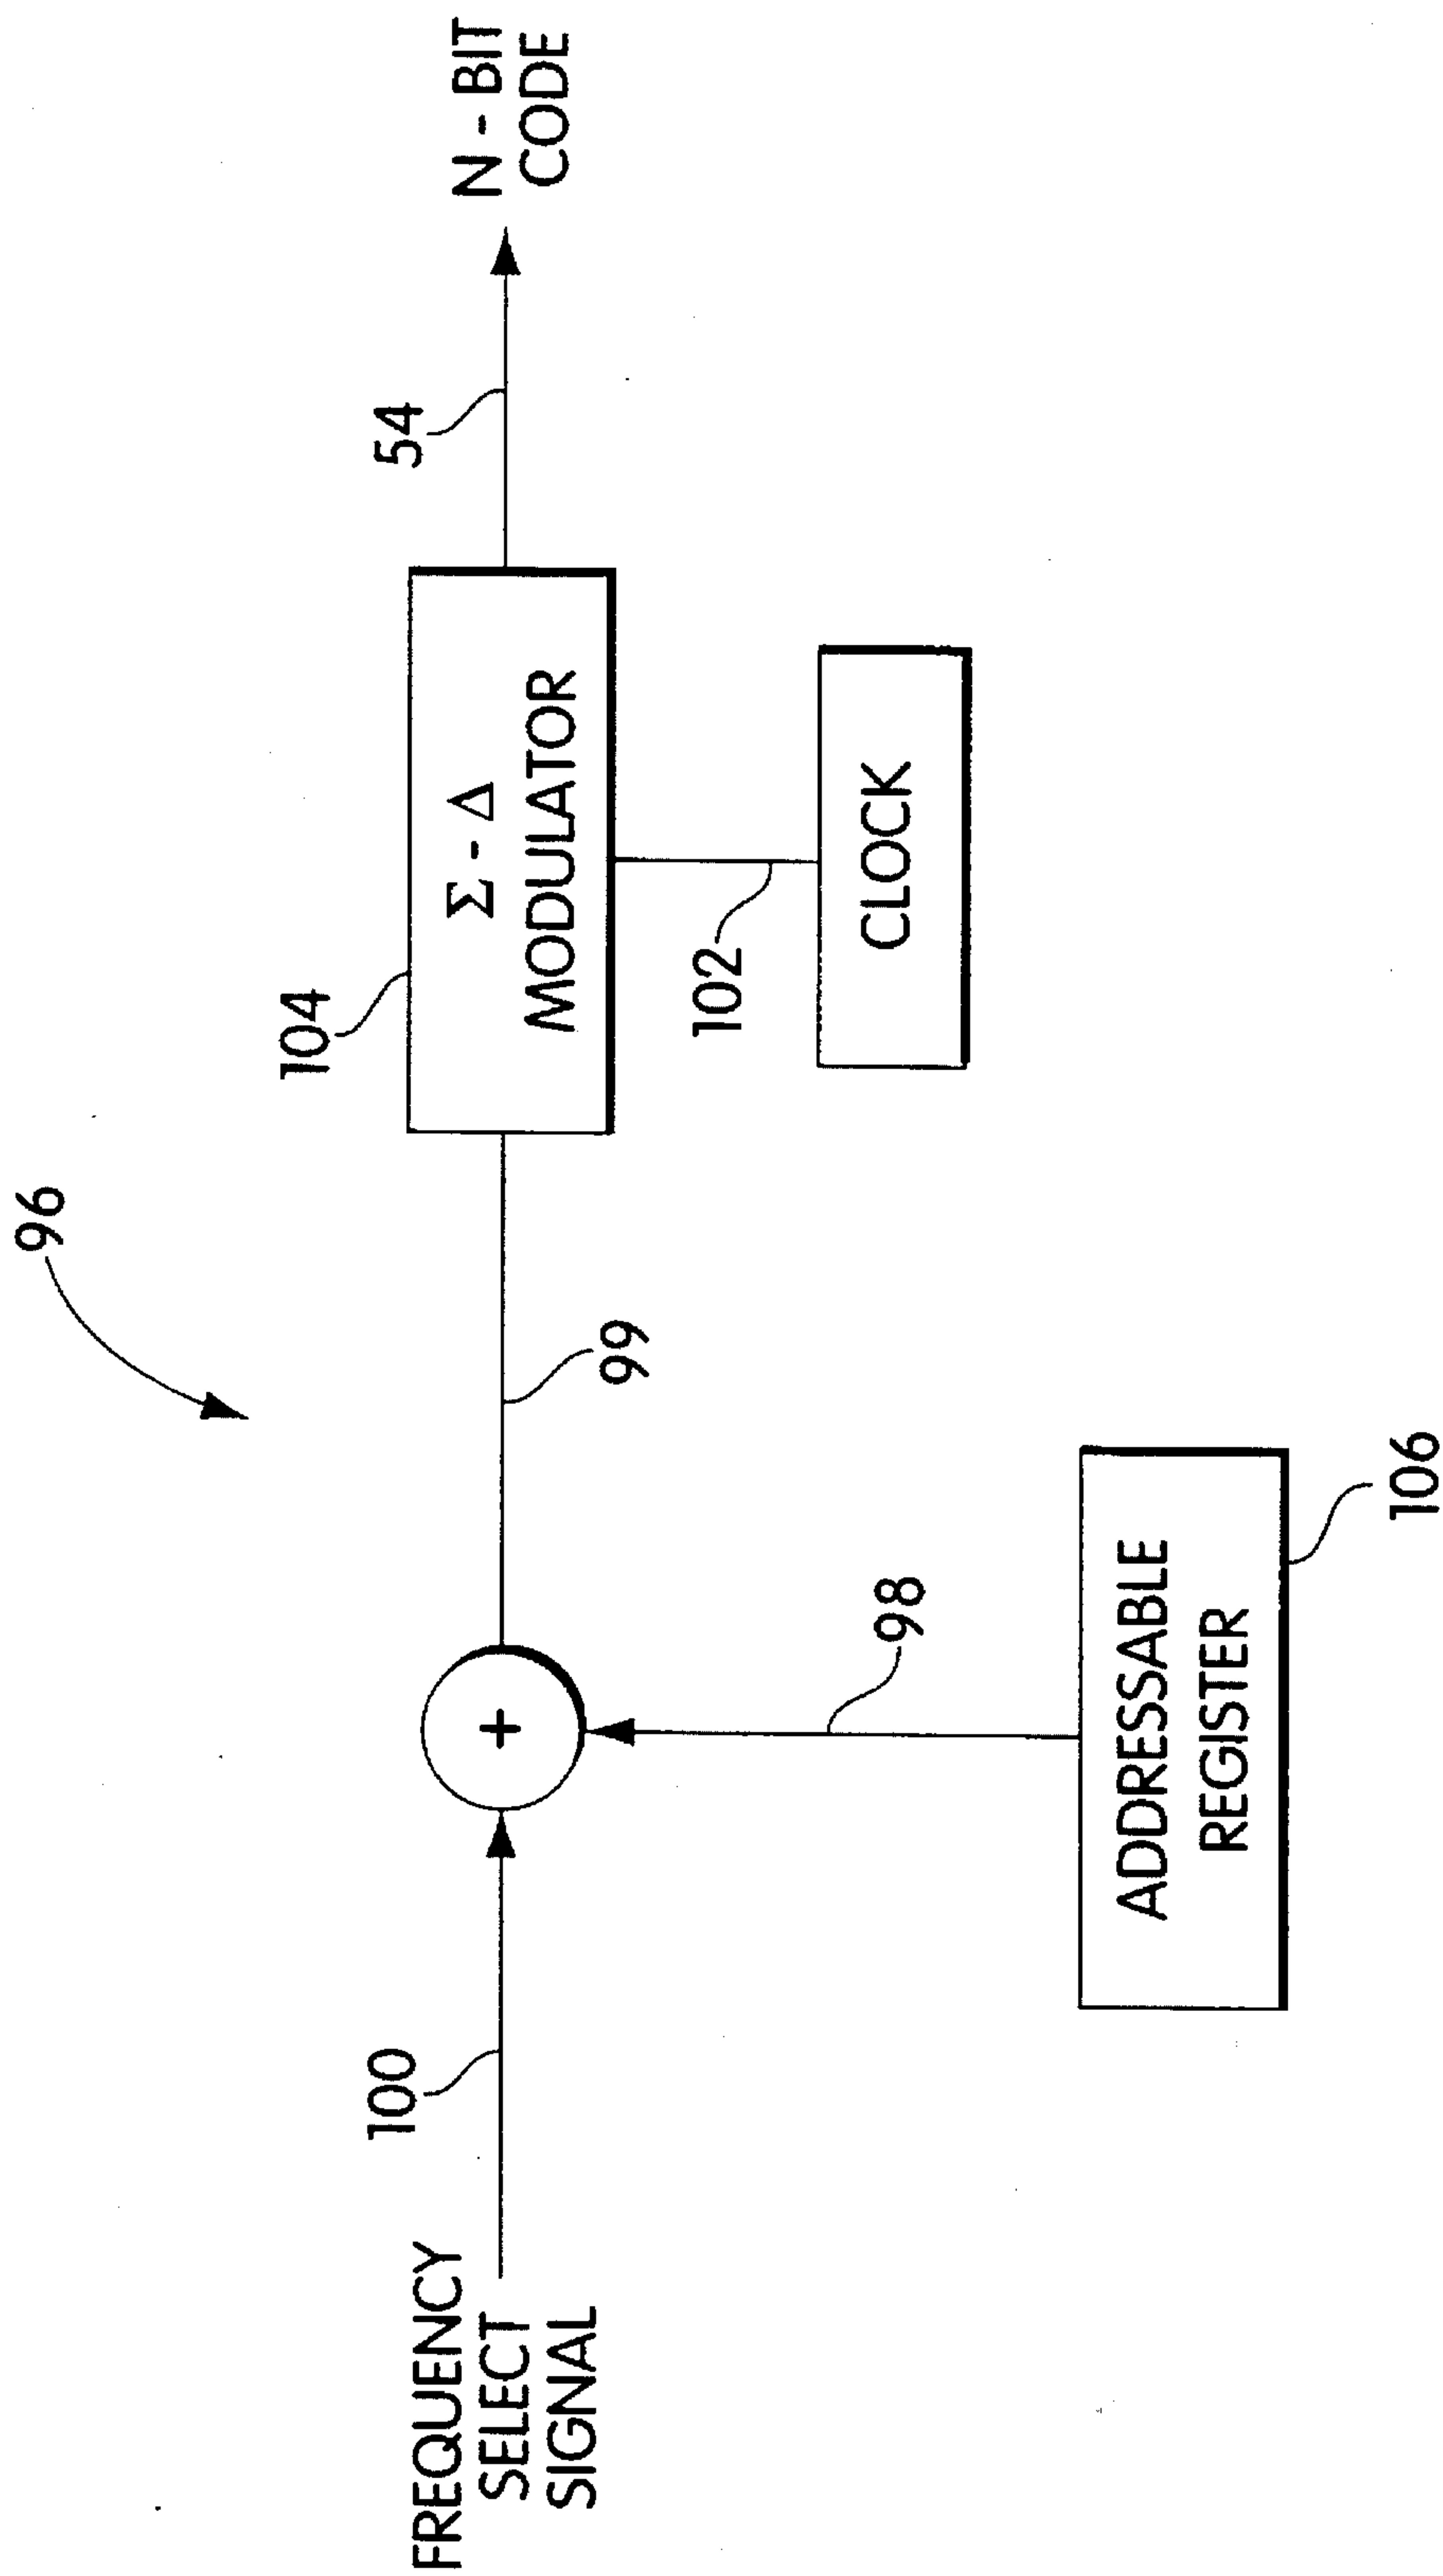 96
FREQUENCY
SELECT
SIGNAL
100
+
99
104
Σ - Δ
MODULATOR
54
N - BIT
CODE
98
102
CLOCK
ADDRESSABLE
REGISTER
106